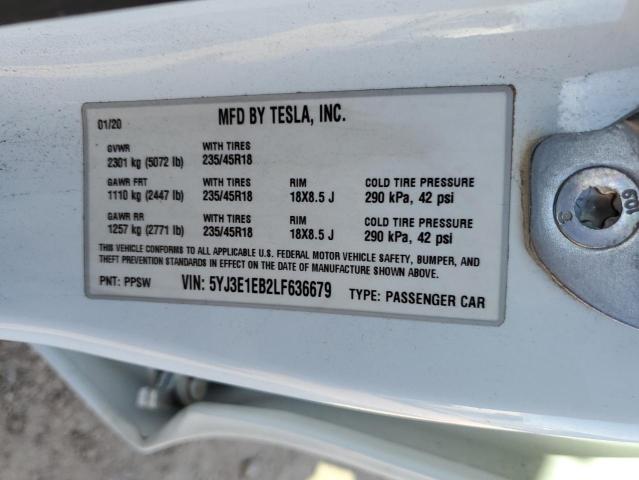 01/20 MFD BY TESLA, INC.
GVWR WITH TIRES
2301 kg (5072 lb) 235/45R18
GAWR FRT WITH TIRES RIM COLD TIRE PRESSURE
1110 kg (2447 lb) 235/45R18 18X8.5 J 290 kPa, 42 psi
GAWR RR WITH TIRES RIM COLD TIRE PRESSURE
1257 kg (2771 lb) 235/45R18 18X8.5 J 290 kPa, 42 psi
THIS VEHICLE CONFORMS TO ALL APPLICABLE U.S. FEDERAL MOTOR VEHICLE SAFETY, BUMPER, AND
THEFT PREVENTION STANDARDS IN EFFECT ON THE DATE OF MANUFACTURE SHOWN ABOVE.
PNT: PPSW VIN: 5YJ3E1EB2LF636679 TYPE: PASSENGER CAR